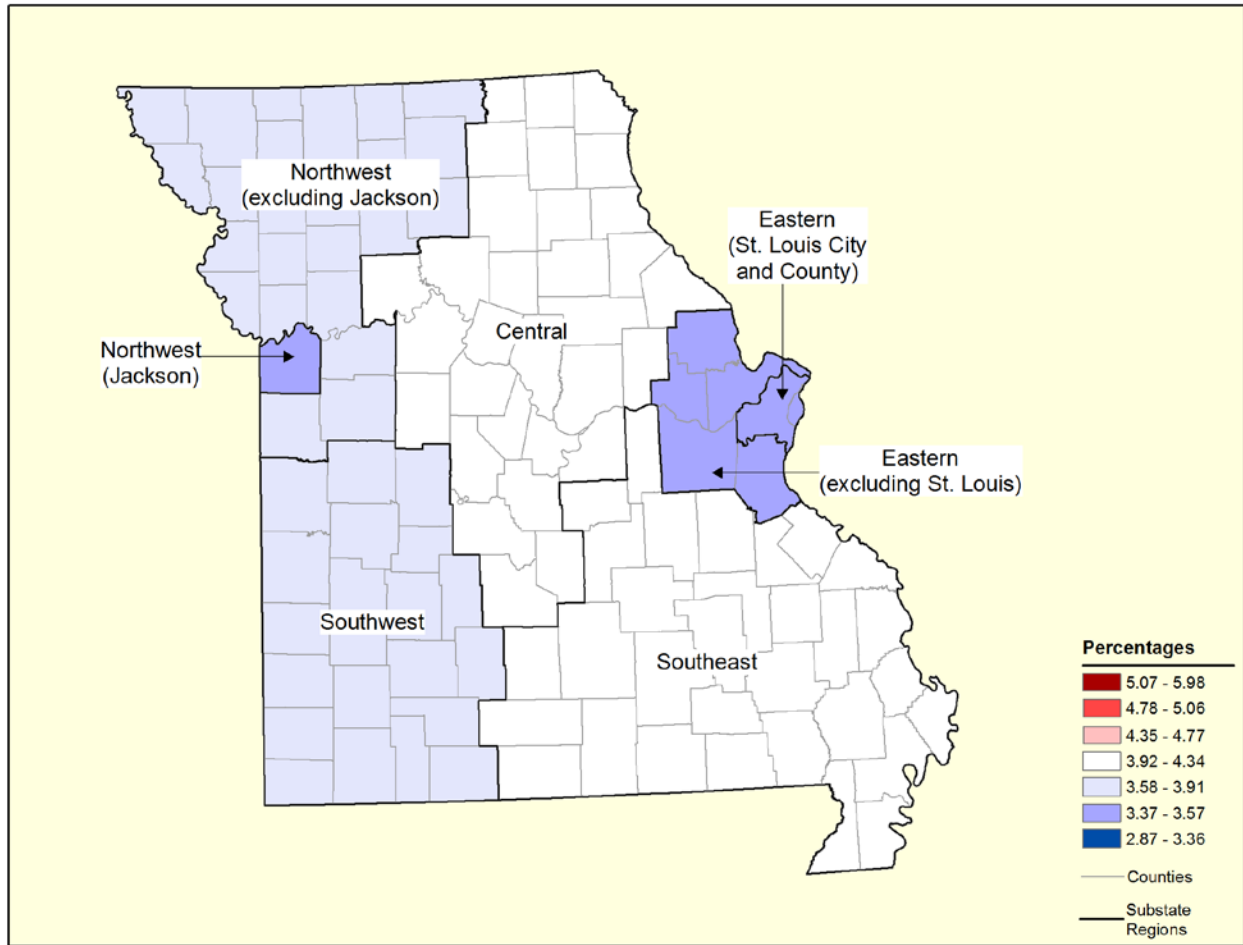 Northwest
(excluding Jackson)
Eastern
(St. Louis City
and County)
Central
Northwest
(Jackson)
Eastern
(excluding St. Louis)
Southwest
Southeast
Percentages
5.07 - 5.98
4.78 - 5.06
4.35 - 4.77
3.92 - 4.34
3.58 - 3.91
3.37 - 3.57
2.87 - 3.36
Counties
Substate
Regions